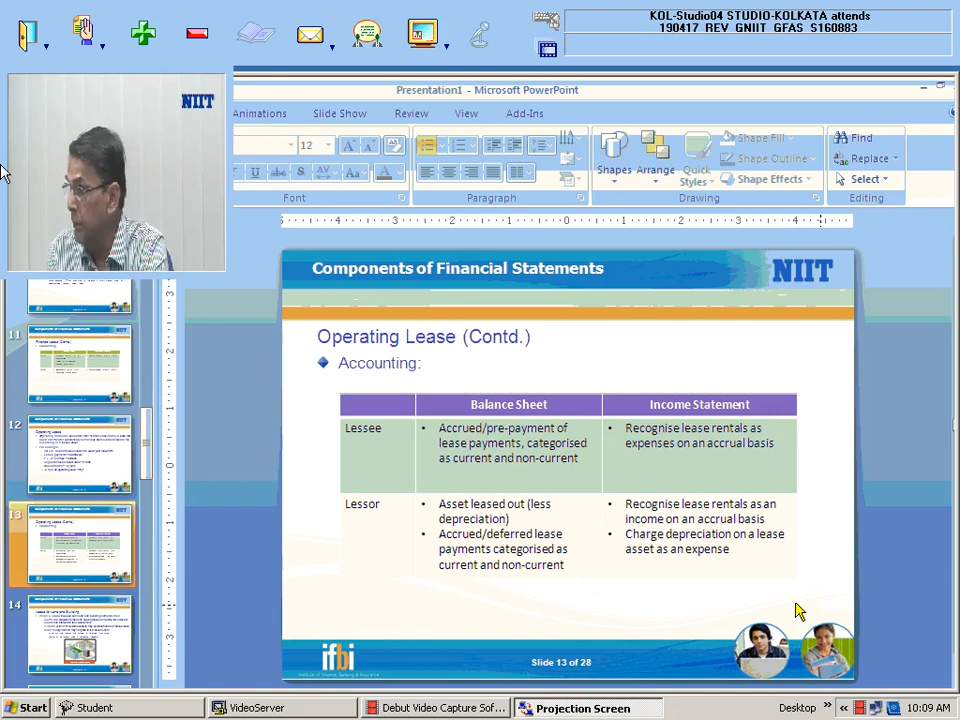 KOL-Studio04 STUDIO-KOLKATA attends
190417 REV GNIIT GFAS S160883
NIIT
Presentation1 - Microsoft PowerPoint
Animations Slide Show Review View Add-Ins
12
Shapes Arrange Quick Styles
Shape Fill
Shape Outline
Shape Effects
Find
Replace
Select
Font Paragraph Drawing Editing
Components of Financial Statements
NIIT
Operating Lease (Contd.)
Accounting:
Balance Sheet Income Statement
Lessee
• Accrued/pre-payment of
lease payments, categorised
as current and non-current
• Recognise lease rentals as
expenses on an accrual basis
Lessor
• Asset leased out (less
depreciation)
• Accrued/deferred lease
payments categorised as
current and non-current
• Recognise lease rentals as an
income on an accrual basis
• Charge depreciation on a lease
asset as an expense
ifbi
Institute of Finance, Banking & Insurance
Slide 13 of 28
11
12
13
14
Start Student VideoServer Debut Video Capture Sof... Projection Screen Desktop » « 10:09 AM